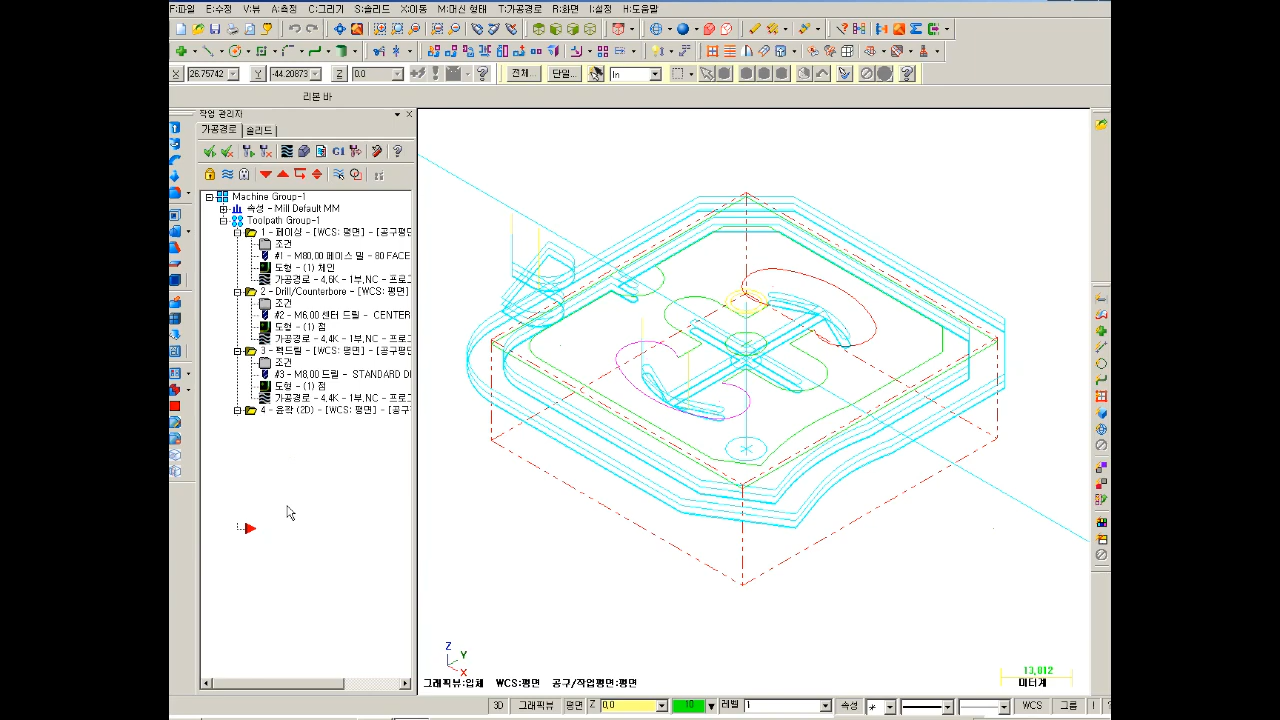 F:파일 E:수정 V:뷰 A:측정 C:그리기 S:솔리드 X:이동 M:머신 형태 T:가공경로 R:화면 I:설정 H:도움말
X 26.75742 Y -44.20873 Z 0.0 전체... 단일... In
리본 바
작업 관리자
가공경로 솔리드
G1
Machine Group-1
속성 - Mill Default MM
Toolpath Group-1
1 - 페이싱 - [WCS: 평면] - [공구평면
조건
#1 - M80.00 페이스 밀 - 80 FACE
도형 - (1) 체인
가공경로 - 4.6K - 1부.NC - 프로그
2 - Drill/Counterbore - [WCS: 평면]
조건
#2 - M6.00 센터 드릴 - CENTER
도형 - (1) 점
가공경로 - 4.4K - 1부.NC - 프로그
3 - 펙드릴 - [WCS: 평면] - [공구평면
조건
#3 - M8.00 드릴 - STANDARD
도형 - (1) 점
가공경로 - 4.4K - 1부.NC - 프로그
4 - 윤곽 (2D) - [WCS: 평면] - [공구
Z
Y
X
그래픽뷰:입체 WCS:평면 공구/작업평면:평면
13.812
미터계
3D 그래픽뷰 평면 Z 0.0 10 레벨 1 속성 WCS 그룹